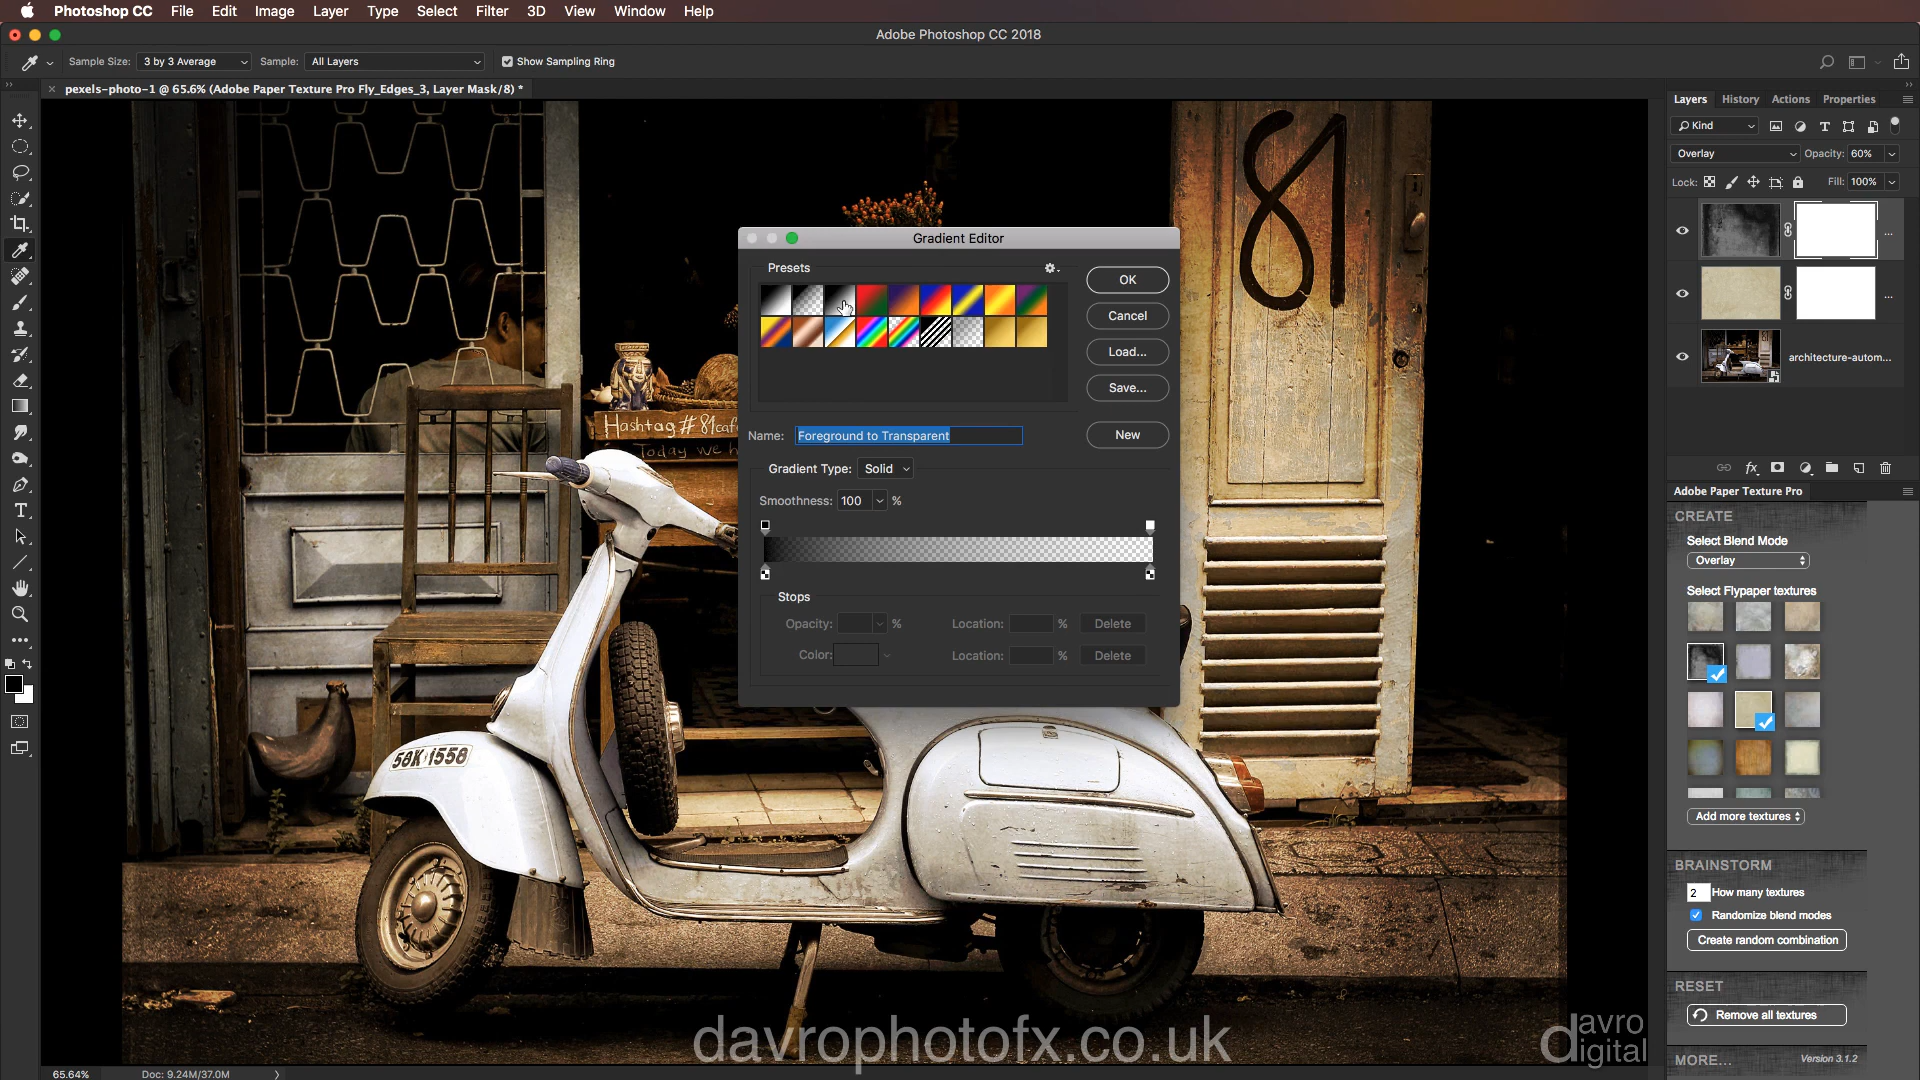 Photoshop CC File Edit Image Layer Type Select Filter 3D View Window Help
Adobe Photoshop CC 2018
Sample Size: 3 by 3 Average Sample: All Layers Show Sampling Ring
pexels-photo-1 @ 65.6% (Adobe Paper Texture Pro Fly_Edges_3, Layer Mask/8) *
Layers History Actions Properties
Kind
Overlay Opacity: 60%
Lock: Fill: 100%
...
...
architecture-autom...
81
Hashtag #81caf
Today we h
58K 1558
Gradient Editor
Presets
OK
Cancel
Load...
Save...
Name: Foreground to Transparent New
Gradient Type: Solid
Smoothness: 100 %
Stops
Opacity: % Location: % Delete
Color: Location: % Delete
fx
Adobe Paper Texture Pro
CREATE
Select Blend Mode
Overlay
Select Flypaper textures
Add more textures
BRAINSTORM
2 How many textures
Randomize blend modes
Create random combination
RESET
Remove all textures
MORE... Version 3.1.2
davrophotofx.co.uk
davro
digital
65.64% Doc: 9.24M/37.0M